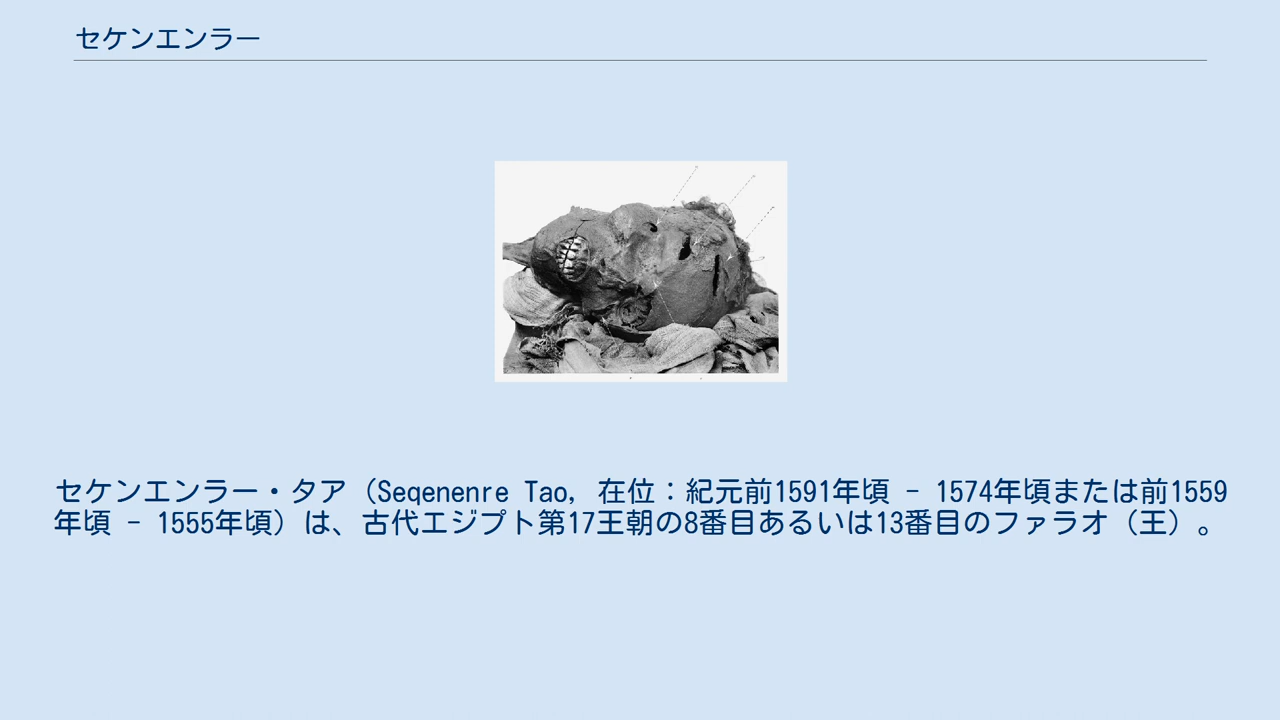 セケンエンラー
セケンエンラー・タア（Seqenenre Tao, 在位：紀元前1591年頃 - 1574年頃または前1559
年頃 - 1555年頃）は、古代エジプト第17王朝の8番目あるいは13番目のファラオ（王）。